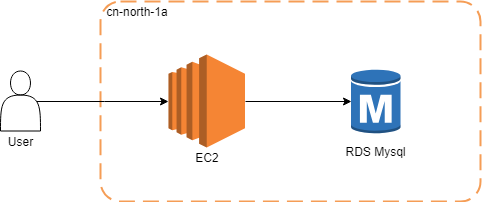 cn-north-1a
M
User
EC2
RDS Mysql